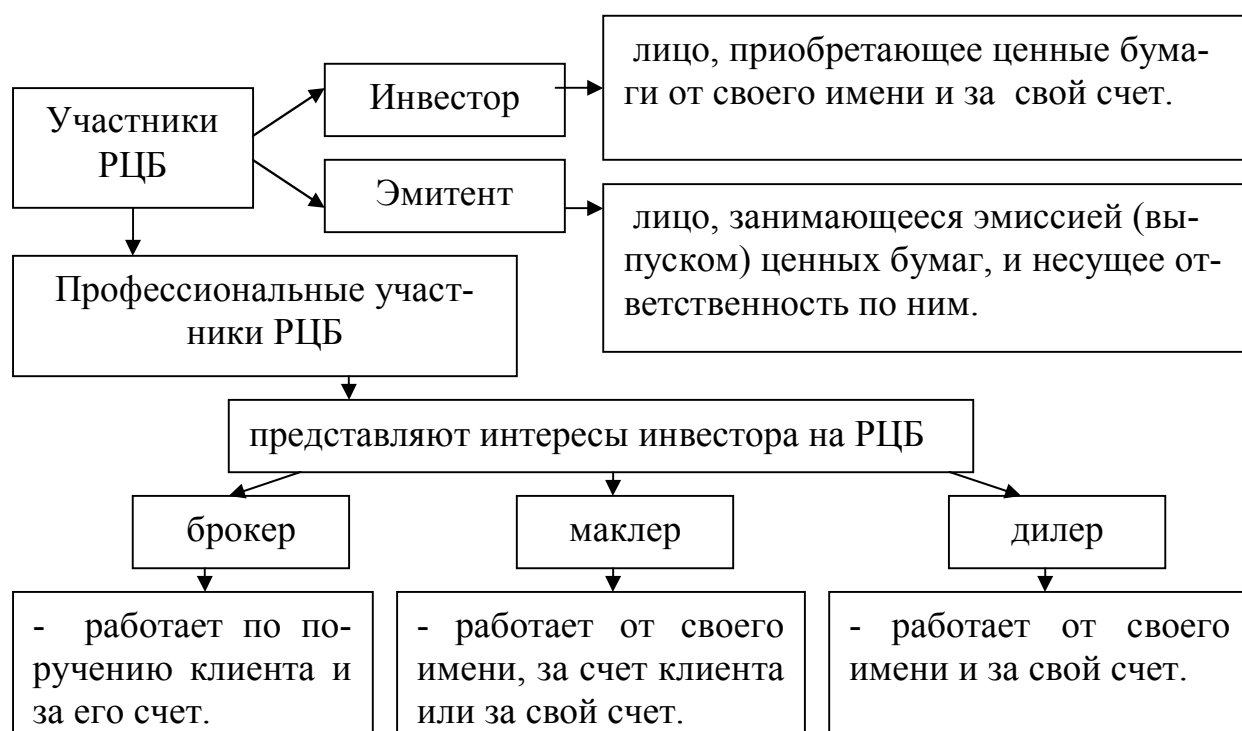 Участники
РЦБ
Инвестор
лицо, приобретающее ценные бума-
ги от своего имени и за свой счет.
Эмитент
лицо, занимающееся эмиссией (вы-
пуском) ценных бумаг, и несущее от-
ветственность по ним.
Профессиональные участ-
ники РЦБ
представляют интересы инвестора на РЦБ
брокер
маклер
дилер
- работает по по-
ручению клиента и
за его счет.
- работает от своего
имени, за счет клиента
или за свой счет.
- работает от своего
имени и за свой счет.